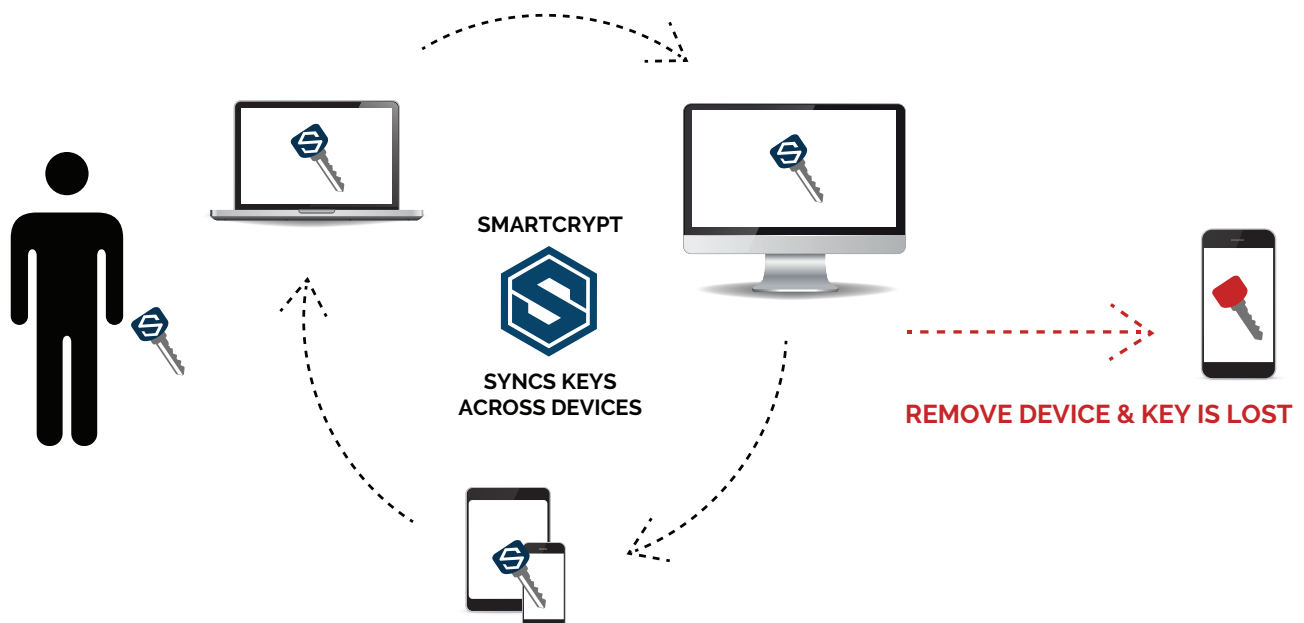 SMARTCRYPT
SYNCS KEYS
ACROSS DEVICES
REMOVE DEVICE & KEY IS LOST